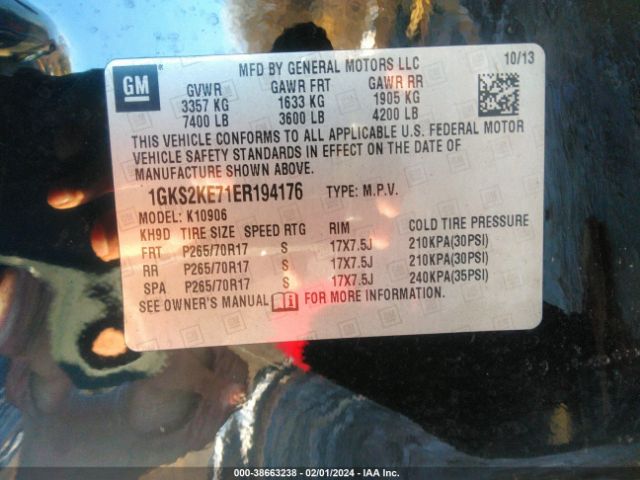 GM
MFD BY GENERAL MOTORS LLC
10/13
GVWR GAWR FRT GAWR RR
3357 KG 1633 KG 1905 KG
7400 LB 3600 LB 4200 LB
THIS VEHICLE CONFORMS TO ALL APPLICABLE U.S. FEDERAL MOTOR
VEHICLE SAFETY STANDARDS IN EFFECT ON THE DATE OF
MANUFACTURE SHOWN ABOVE.
1GKS2KE71ER194176 TYPE: M.P.V.
MODEL: K10906
KH9D TIRE SIZE SPEED RTG RIM COLD TIRE PRESSURE
FRT P265/70R17 S 17X7.5J 210KPA(30PSI)
RR P265/70R17 S 17X7.5J 210KPA(30PSI)
SPA P265/70R17 S 17X7.5J 240KPA(35PSI)
SEE OWNER'S MANUAL FOR MORE INFORMATION.
000-38663238 - 02/01/2024 - IAA Inc.